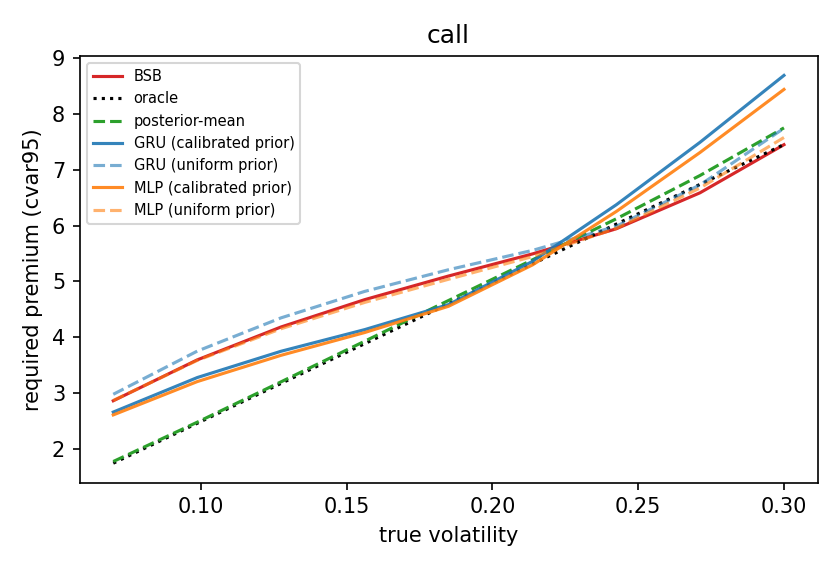 call
required premium (cvar95)
9
8
7
6
5
4
3
2
BSB
oracle
posterior-mean
GRU (calibrated prior)
GRU (uniform prior)
MLP (calibrated prior)
MLP (uniform prior)
0.10 0.15 0.20 0.25 0.30
true volatility